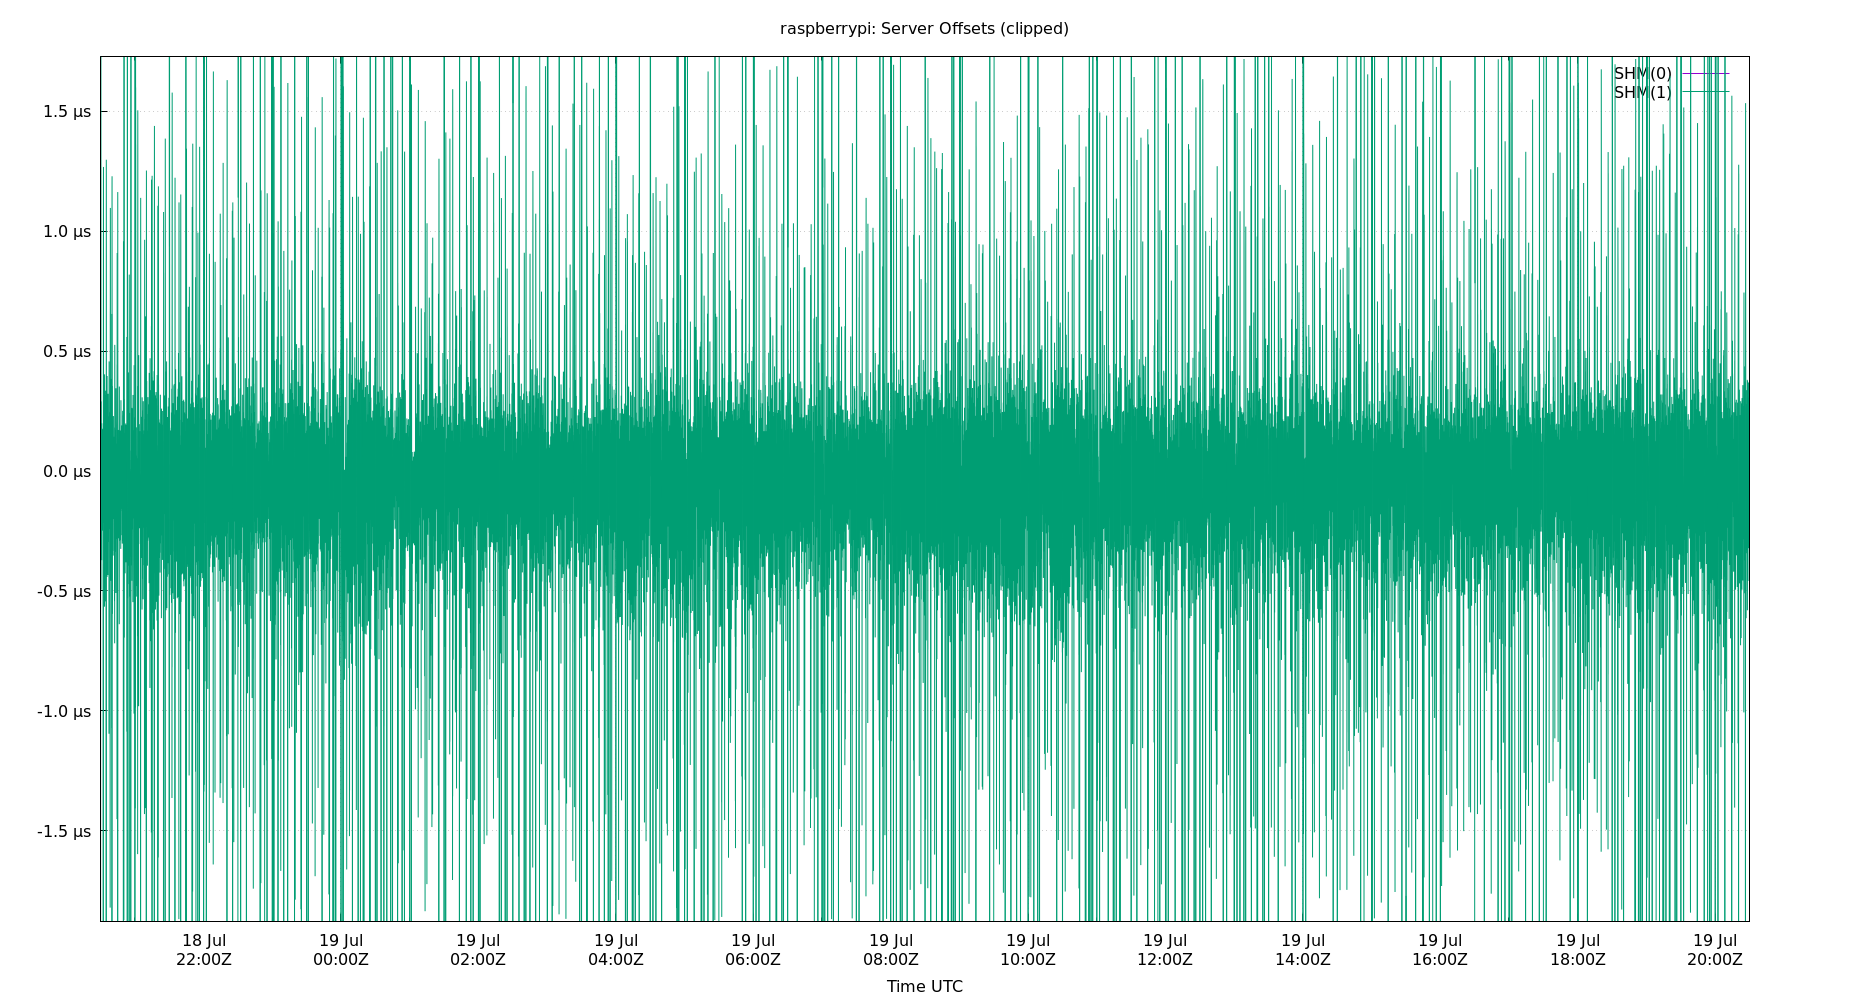 raspberrypi: Server Offsets (clipped)
SHM(0)
SHM(1)
1.5 µs
1.0 µs
0.5 µs
0.0 µs
-0.5 µs
-1.0 µs
-1.5 µs
18 Jul 19 Jul 19 Jul 19 Jul 19 Jul 19 Jul 19 Jul 19 Jul 19 Jul 19 Jul 19 Jul 19 Jul
22:00Z 00:00Z 02:00Z 04:00Z 06:00Z 08:00Z 10:00Z 12:00Z 14:00Z 16:00Z 18:00Z 20:00Z
Time UTC